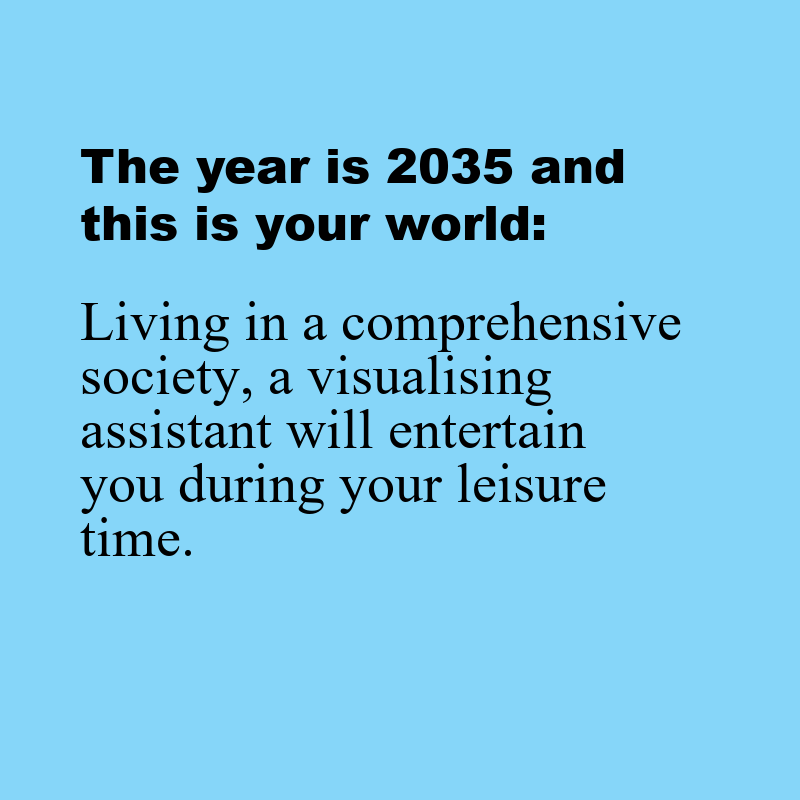 The year is 2035 and
this is your world:
Living in a comprehensive
society, a visualising
assistant will entertain
you during your leisure
time.